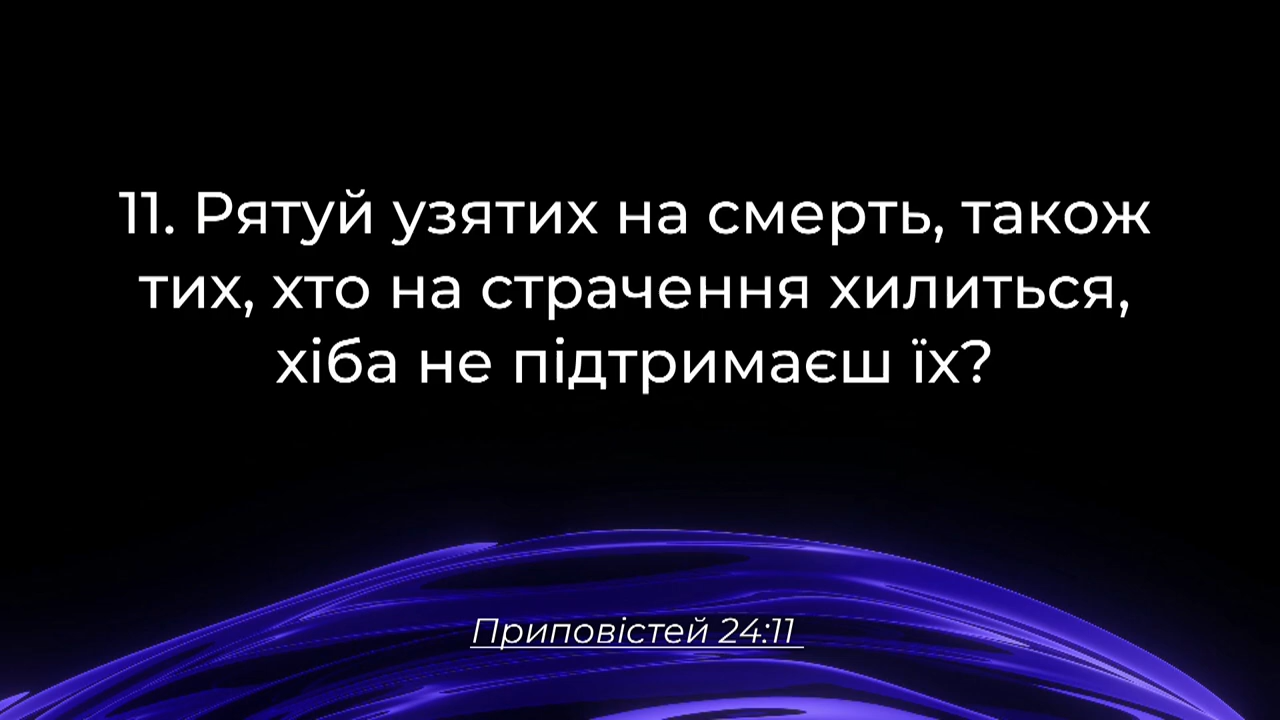 11. Рятуй узятих на смерть, також
тих, хто на страчення хилиться,
хіба не підтримаєш їх?
Приповістей 24:11